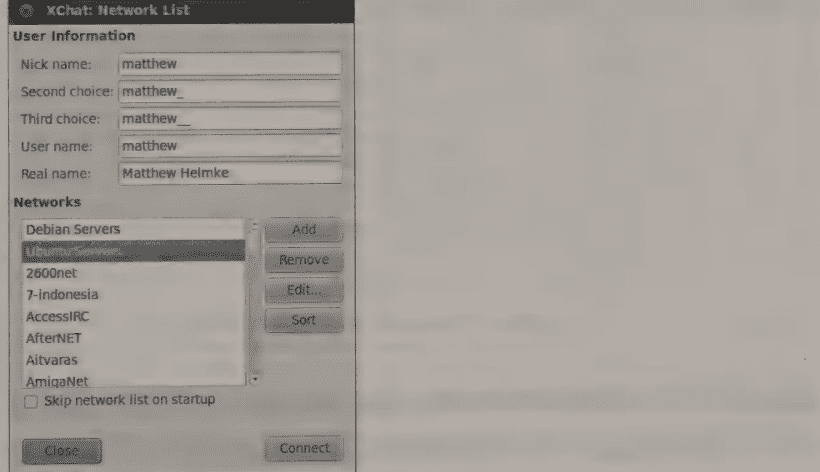 XChat: Network List
User Information
Nick name: matthew
Second choice: matthew_
Third choice: matthew__
User name: matthew
Real name: Matthew Helmke
Networks
Debian Servers
Ubuntu Servers
2600net
7-indonesia
AccessIRC
AfterNET
Aitvaras
AmigaNet
Add
Remove
Edit...
Sort
Skip network list on startup
Close
Connect